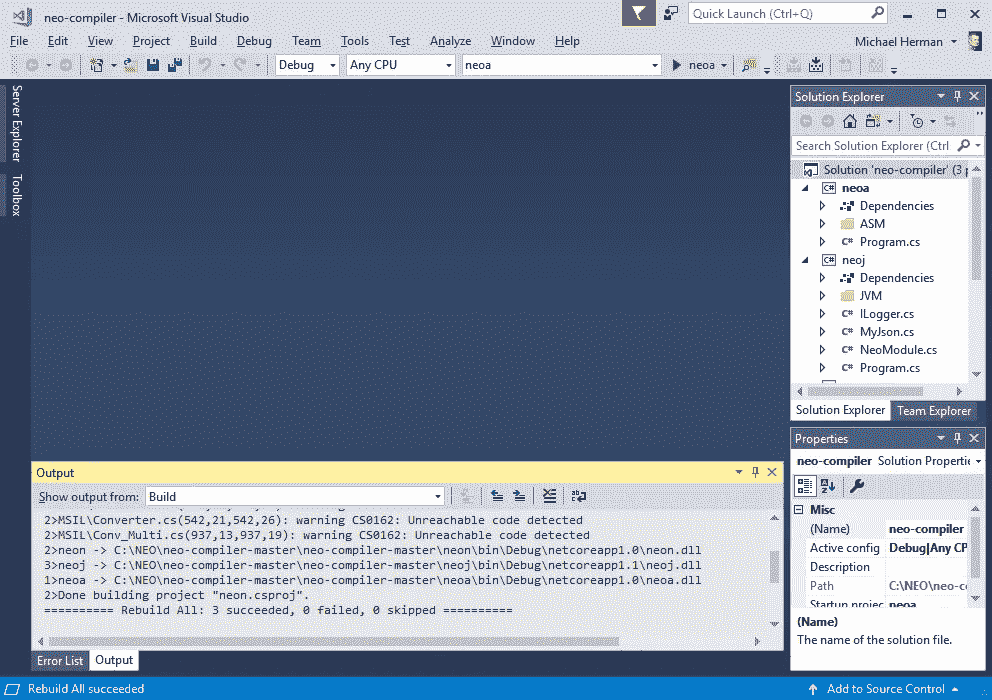 neo-compiler - Microsoft Visual Studio
Quick Launch (Ctrl+Q)
File Edit View Project Build Debug Team Tools Test Analyze Window Help
Michael Herman
Debug Any CPU neoa neoa
Server Explorer
Toolbox
Solution Explorer
Search Solution Explorer (Ctrl
Solution 'neo-compiler' (3
neoa
Dependencies
ASM
C# Program.cs
neoj
Dependencies
JVM
C# ILogger.cs
C# MyJson.cs
C# NeoModule.cs
C# Program.cs
Solution Explorer Team Explorer
Output
Show output from: Build
2>MSIL\Converter.cs(542,21,542,26): warning CS0162: Unreachable code detected
2>MSIL\Conv_Multi.cs(937,13,937,19): warning CS0162: Unreachable code detected
2>neon -> C:\NEO\neo-compiler-master\neo-compiler-master\neon\bin\Debug\netcoreapp1.0\neon.dll
3>neoj -> C:\NEO\neo-compiler-master\neo-compiler-master\neoj\bin\Debug\netcoreapp1.1\neoj.dll
1>neoa -> C:\NEO\neo-compiler-master\neo-compiler-master\neoa\bin\Debug\netcoreapp1.0\neoa.dll
2>Done building project "neon.csproj".
========== Rebuild All: 3 succeeded, 0 failed, 0 skipped ==========
Error List Output
Properties
neo-compiler Solution Propertie
Misc
(Name) neo-compiler
Active config Debug|Any CP
Description
Path C:\NEO\neo-c
Startup projec neoa
(Name)
The name of the solution file.
Rebuild All succeeded
Add to Source Control